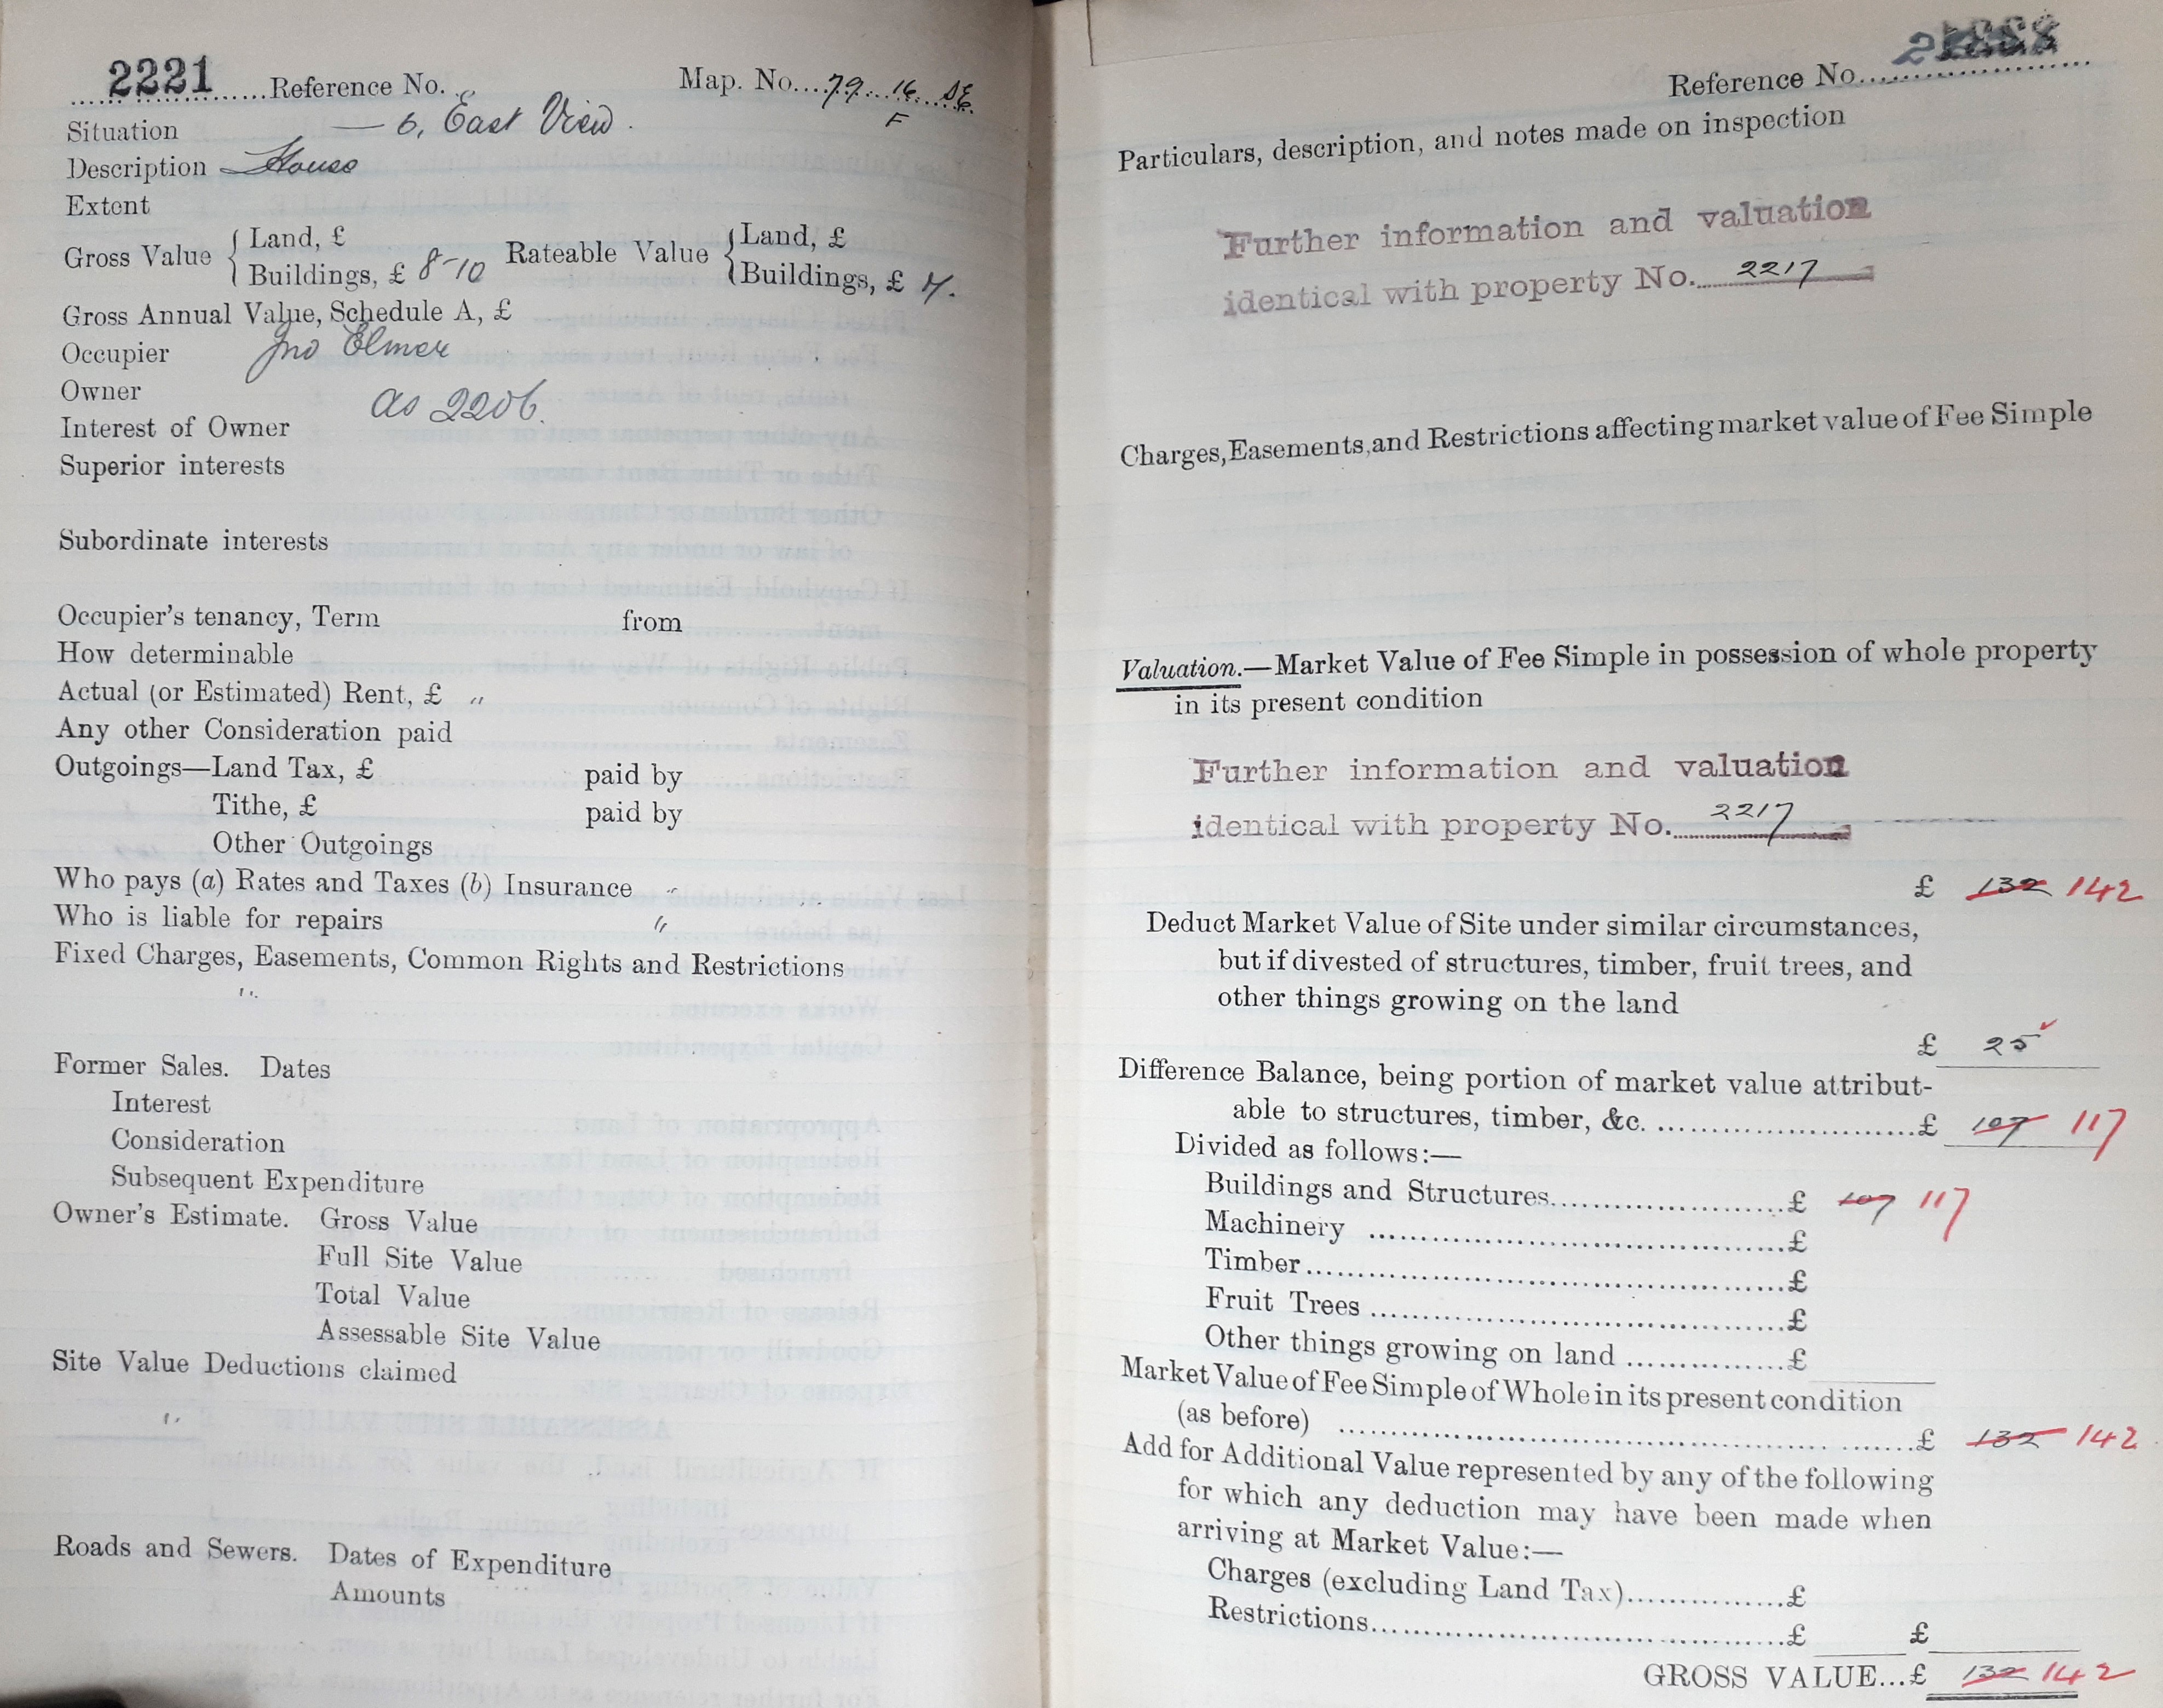 2221 Reference No. Map. No. 79 16 SE.
F
Situation — 6, East View.
Description House
Extent
Gross Value { Land, £ Rateable Value { Land, £
Buildings, £ 8-10 Buildings, £ 7.
Gross Annual Value, Schedule A, £
Occupier Jno Elmer
Owner
as 2206.
Interest of Owner
Superior interests
Subordinate interests
Occupier's tenancy, Term from
How determinable
Actual (or Estimated) Rent, £ "
Any other Consideration paid
Outgoings—Land Tax, £ paid by
Tithe, £ paid by
Other Outgoings
Who pays (a) Rates and Taxes (b) Insurance "
Who is liable for repairs "
Fixed Charges, Easements, Common Rights and Restrictions
"
Former Sales. Dates
Interest
Consideration
Subsequent Expenditure
Owner's Estimate. Gross Value
Full Site Value
Total Value
Assessable Site Value
Site Value Deductions claimed
"
Roads and Sewers. Dates of Expenditure
Amounts
Reference No.
Particulars, description, and notes made on inspection
Further information and valuation
identical with property No. 2217
Charges, Easements, and Restrictions affecting market value of Fee Simple
Valuation.—Market Value of Fee Simple in possession of whole property
in its present condition
Further information and valuation
identical with property No. 2217
£ 132 142
Deduct Market Value of Site under similar circumstances,
but if divested of structures, timber, fruit trees, and
other things growing on the land
£ 25
Difference Balance, being portion of market value attribut-
able to structures, timber, &c. £ 107 117
Divided as follows:—
Buildings and Structures £ 107 117
Machinery £
Timber £
Fruit Trees £
Other things growing on land £
Market Value of Fee Simple of Whole in its present condition
(as before) £ 132 142
Add for Additional Value represented by any of the following
for which any deduction may have been made when
arriving at Market Value:—
Charges (excluding Land Tax) £
Restrictions £ £
GROSS VALUE...£ 132 142